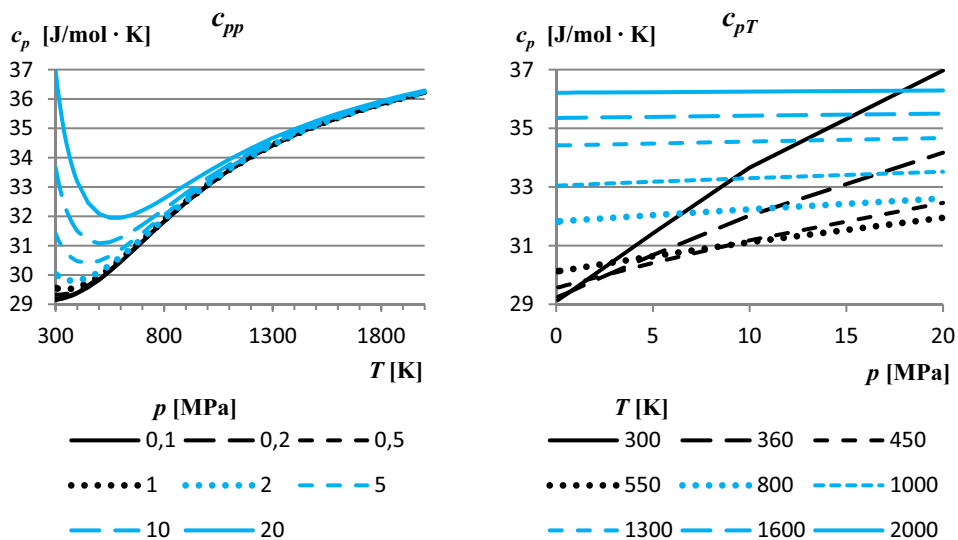 c_pp
c_p [J/mol · K]
37
36
35
34
33
32
31
30
29
300 800 1300 1800
T [K]
p [MPa]
0,1 0,2 0,5
1 2 5
10 20
c_pT
c_p [J/mol · K]
37
35
33
31
29
0 5 10 15 20
p [MPa]
T [K]
300 360 450
550 800 1000
1300 1600 2000